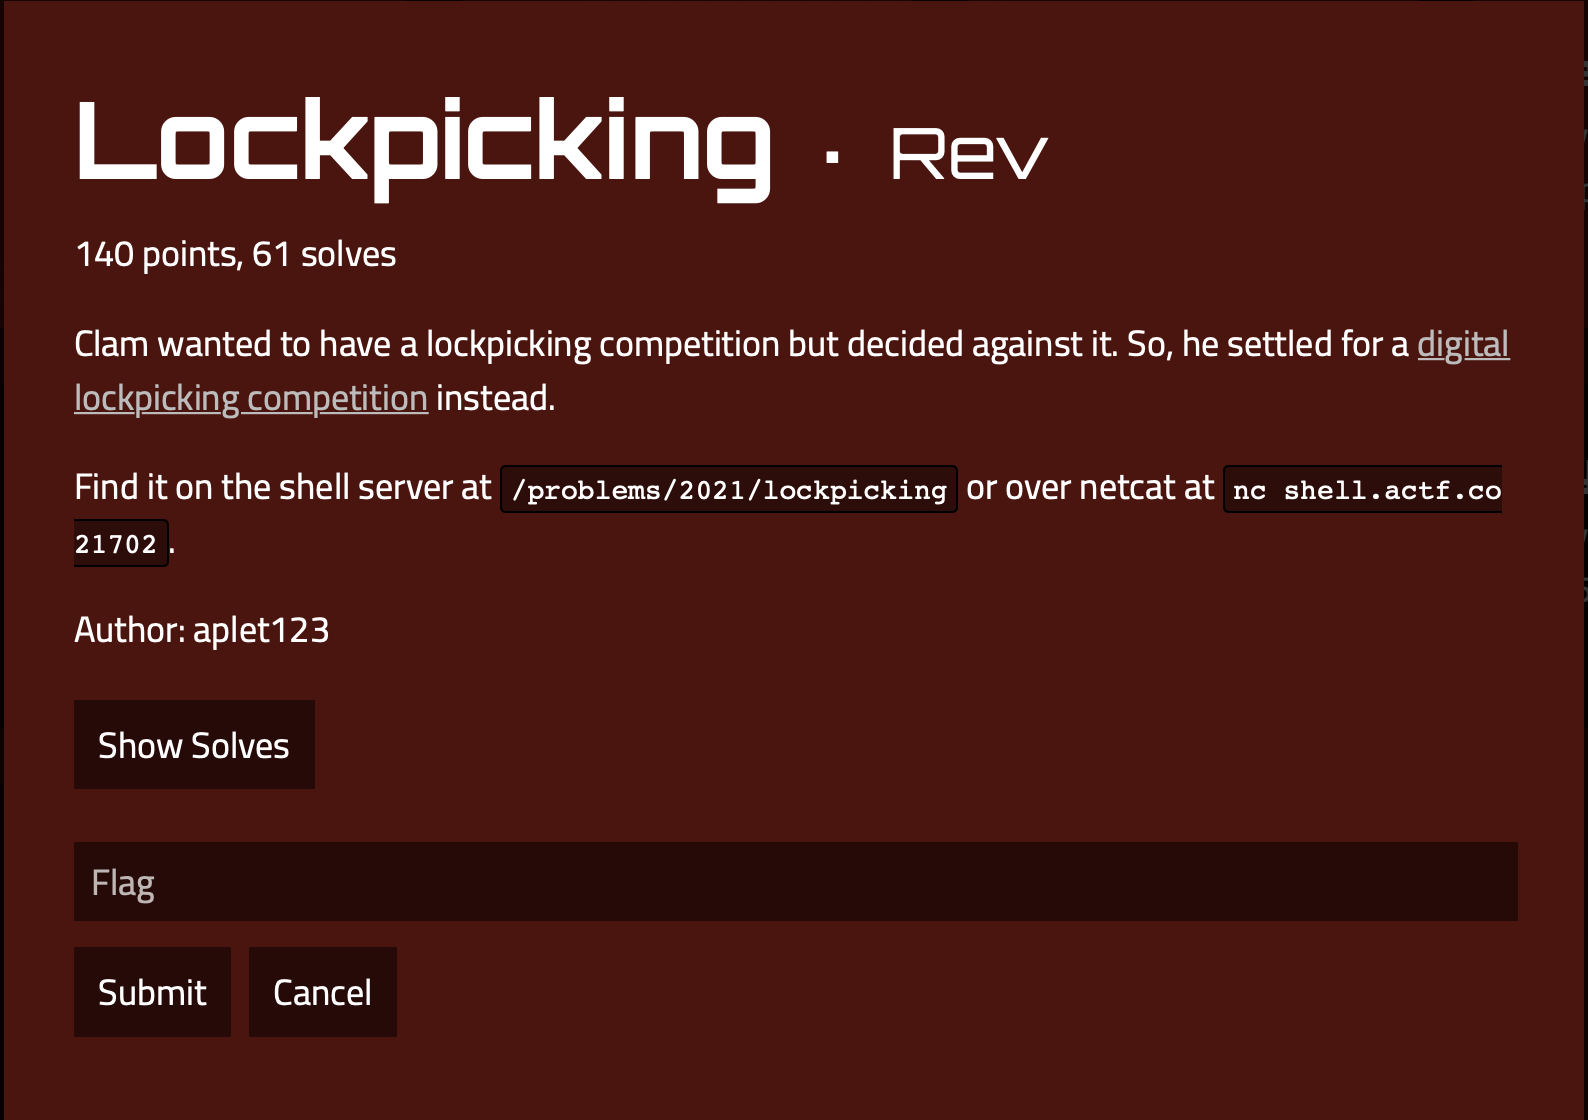 Lockpicking · Rev
140 points, 61 solves
Clam wanted to have a lockpicking competition but decided against it. So, he settled for a digital
lockpicking competition instead.
Find it on the shell server at /problems/2021/lockpicking or over netcat at nc shell.actf.co
21702.
Author: aplet123
Show Solves
Flag
Submit Cancel